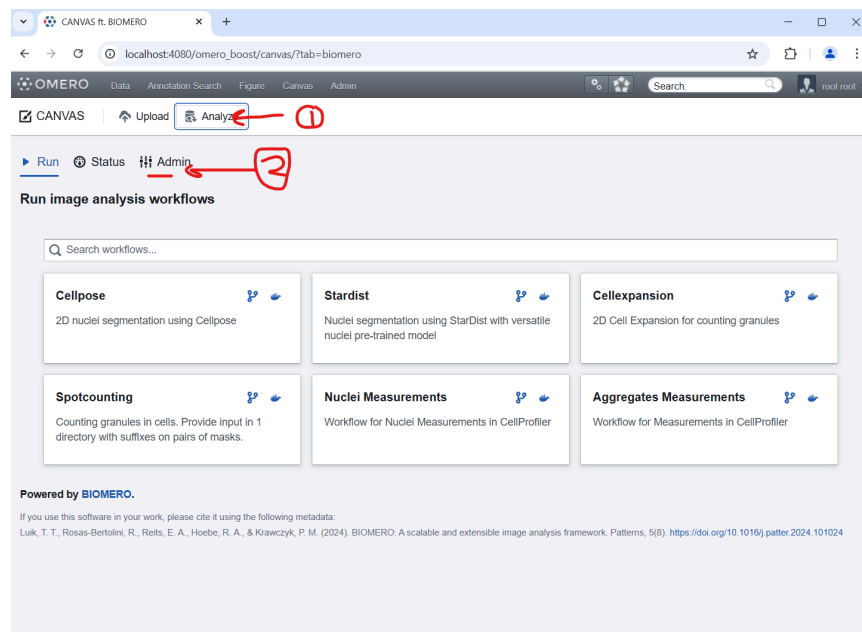 CANVAS ft. BIOMERO
localhost:4080/omero_boost/canvas/?tab=biomero
OMERO Data Annotation Search Figure Canvas Admin Search: root root
CANVAS Upload Analyz 1
Run Status Admin 2
Run image analysis workflows
Search workflows...
Cellpose
2D nuclei segmentation using Cellpose
Stardist
Nuclei segmentation using StarDist with versatile
nuclei pre-trained model
Cellexpansion
2D Cell Expansion for counting granules
Spotcounting
Counting granules in cells. Provide input in 1
directory with suffixes on pairs of masks.
Nuclei Measurements
Workflow for Nuclei Measurements in CellProfiler
Aggregates Measurements
Workflow for Measurements in CellProfiler
Powered by BIOMERO.
If you use this software in your work, please cite it using the following metadata:
Luik, T. T., Rosas-Bertolini, R., Reits, E. A., Hoebe, R. A., & Krawczyk, P. M. (2024). BIOMERO: A scalable and extensible image analysis framework. Patterns, 5(8). https://doi.org/10.1016/j.patter.2024.101024